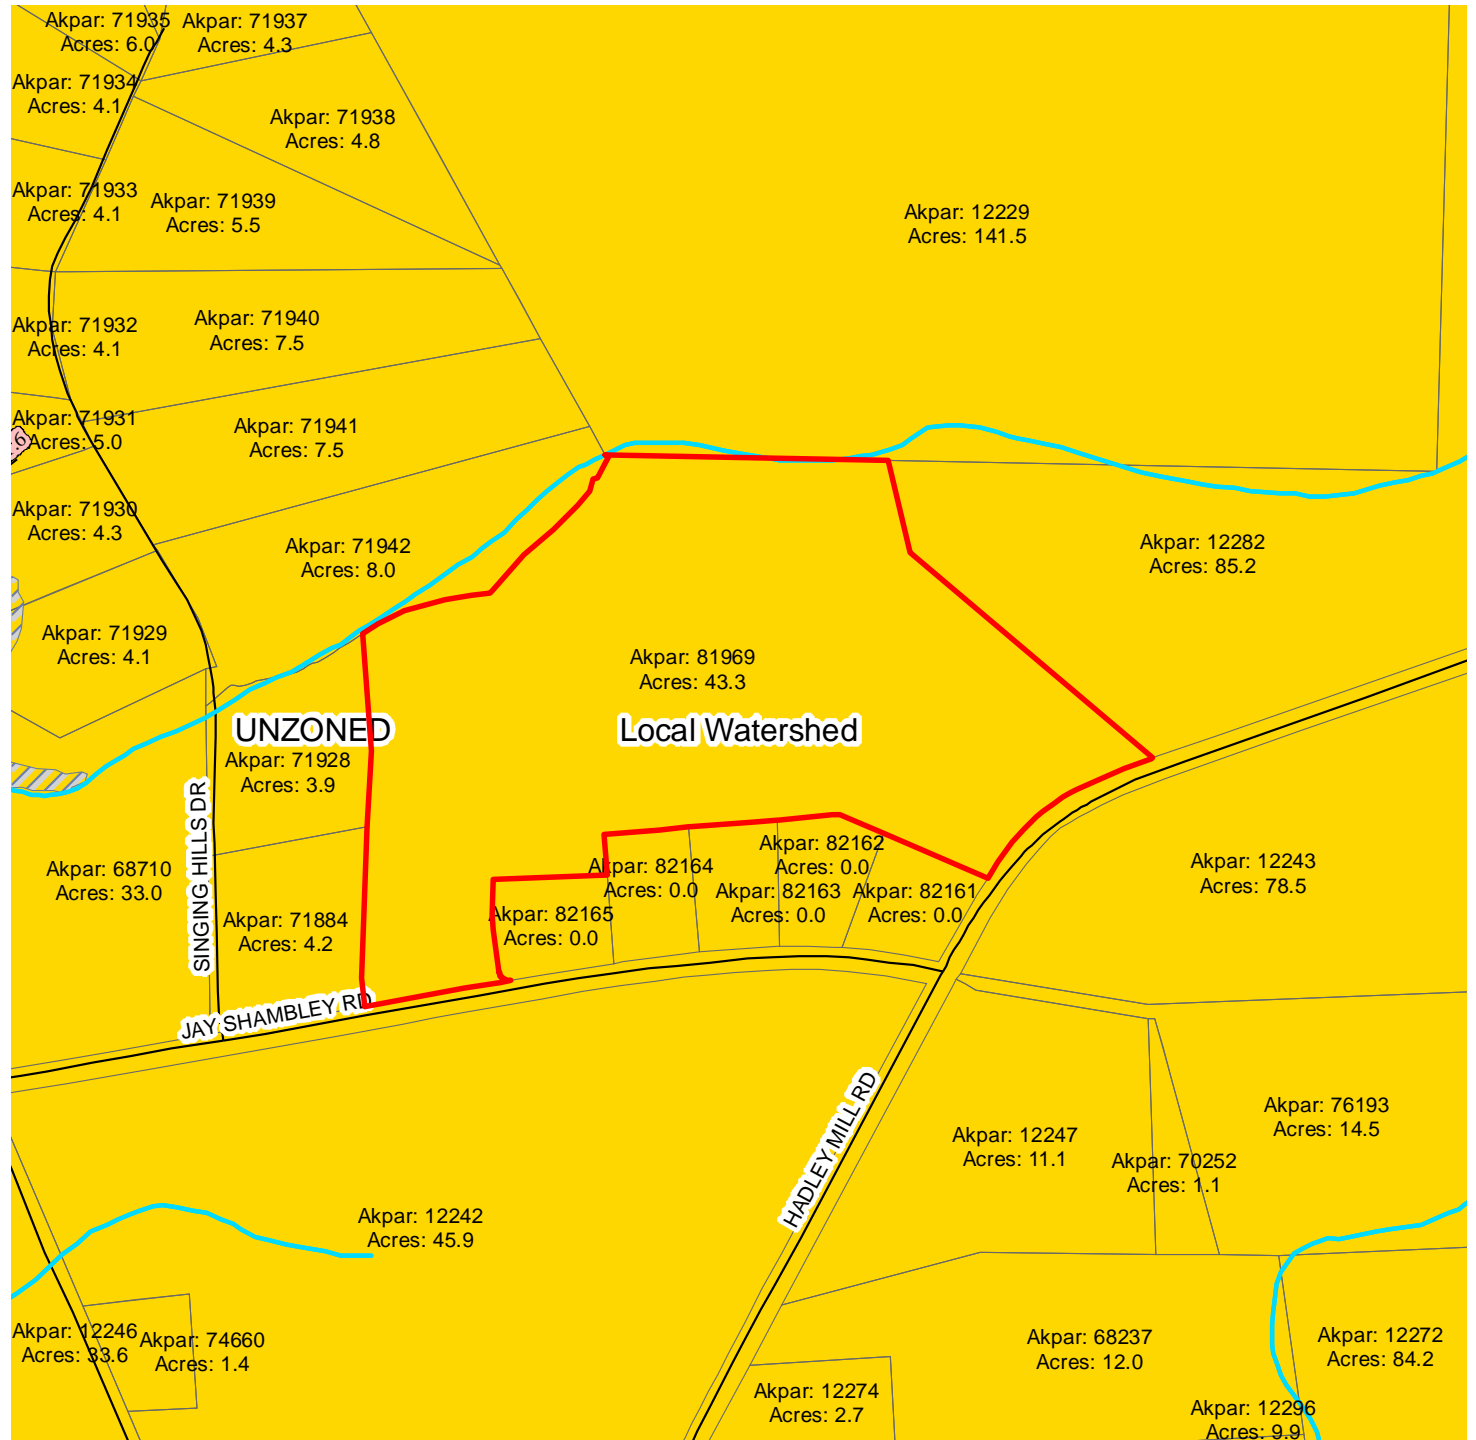 Akpar: 71935
Acres: 6.0
Akpar: 71937
Acres: 4.3
Akpar: 71934
Acres: 4.1
Akpar: 71938
Acres: 4.8
Akpar: 71933
Acres: 4.1
Akpar: 71939
Acres: 5.5
Akpar: 12229
Acres: 141.5
Akpar: 71932
Acres: 4.1
Akpar: 71940
Acres: 7.5
Akpar: 71931
Acres: 5.0
Akpar: 71941
Acres: 7.5
Akpar: 71930
Acres: 4.3
Akpar: 71942
Acres: 8.0
Akpar: 12282
Acres: 85.2
Akpar: 71929
Acres: 4.1
Akpar: 81969
Acres: 43.3
UNZONED
Local Watershed
Akpar: 71928
Acres: 3.9
SINGING HILLS DR
Akpar: 68710
Acres: 33.0
Akpar: 82164
Acres: 0.0
Akpar: 82162
Acres: 0.0
Akpar: 82163
Acres: 0.0
Akpar: 82161
Acres: 0.0
Akpar: 12243
Acres: 78.5
Akpar: 82165
Acres: 0.0
Akpar: 71884
Acres: 4.2
JAY SHAMBLEY RD
HADLEY MILL RD
Akpar: 12247
Acres: 11.1
Akpar: 70252
Acres: 1.1
Akpar: 76193
Acres: 14.5
Akpar: 12242
Acres: 45.9
Akpar: 12246
Acres: 33.6
Akpar: 74660
Acres: 1.4
Akpar: 68237
Acres: 12.0
Akpar: 12272
Acres: 84.2
Akpar: 12274
Acres: 2.7
Akpar: 12296
Acres: 9.9